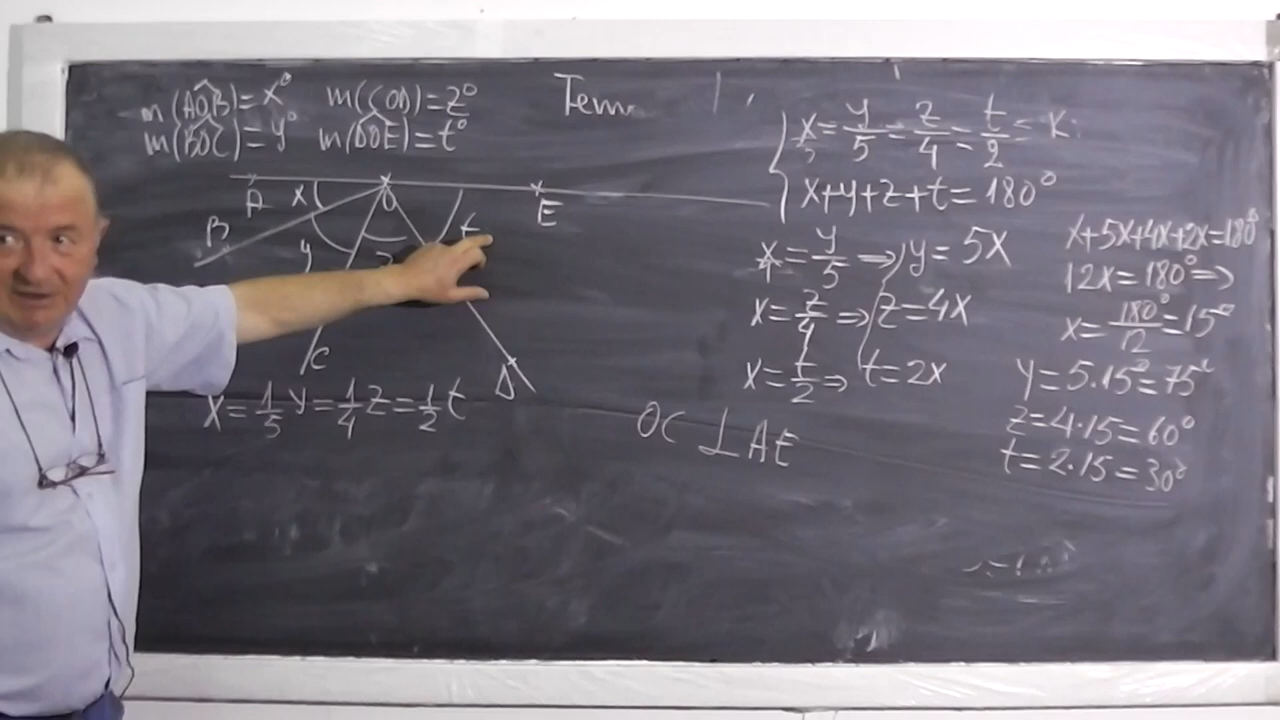 m(AOB)=x° m(COD)=z°
m(BOC)=y° m(DOE)=t°
Tema 1.
A x O E
B y t
C D
x=1/5 y=1/4 z=1/2 t
x=y/5=z/4=t/2=K
x+y+z+t=180°
x=y/5 ⇒ y=5x
x=z/4 ⇒ z=4x
x=t/2 ⇒ t=2x
OC ⊥ AE
x+5x+4x+2x=180°
12x=180° ⇒
x=180°/12=15°
y=5·15°=75°
z=4·15=60°
t=2·15=30°